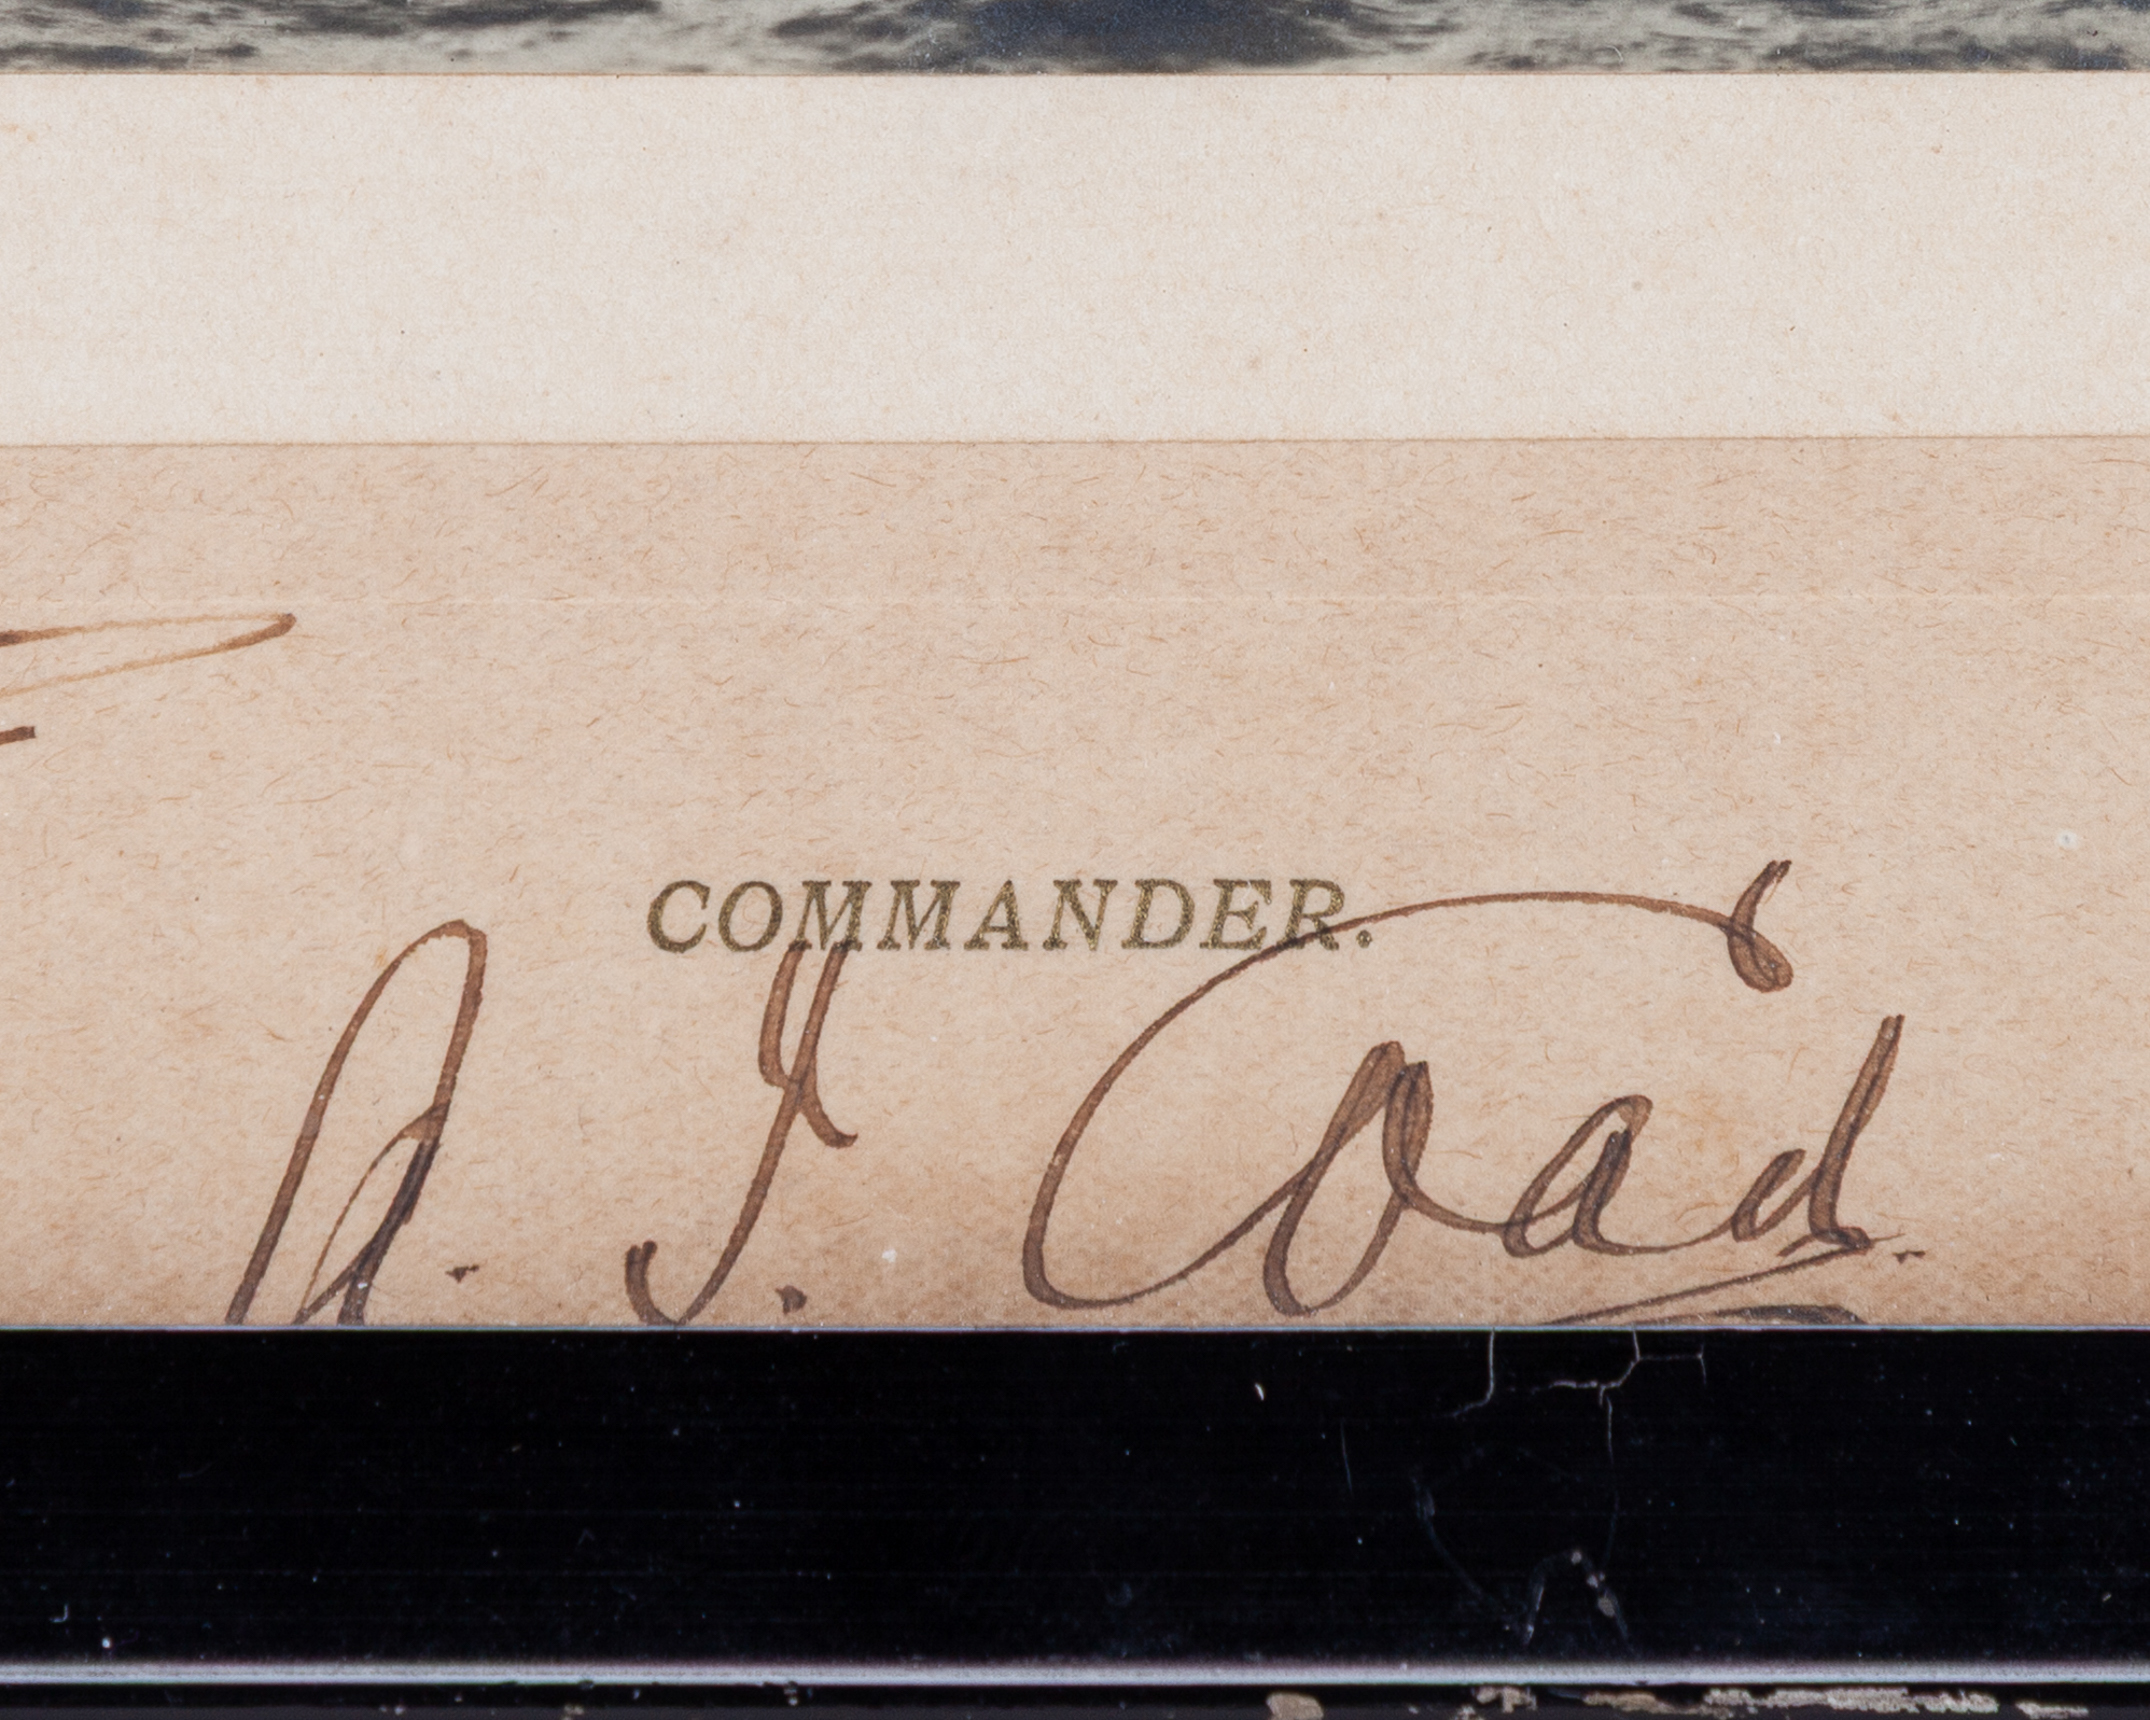 COMMANDER.
A. J. Coad.